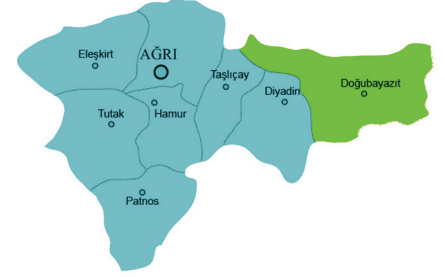 Eleşkirt
AĞRI
Taşlıçay
Doğubayazıt
Diyadin
Tutak
Hamur
Patnos